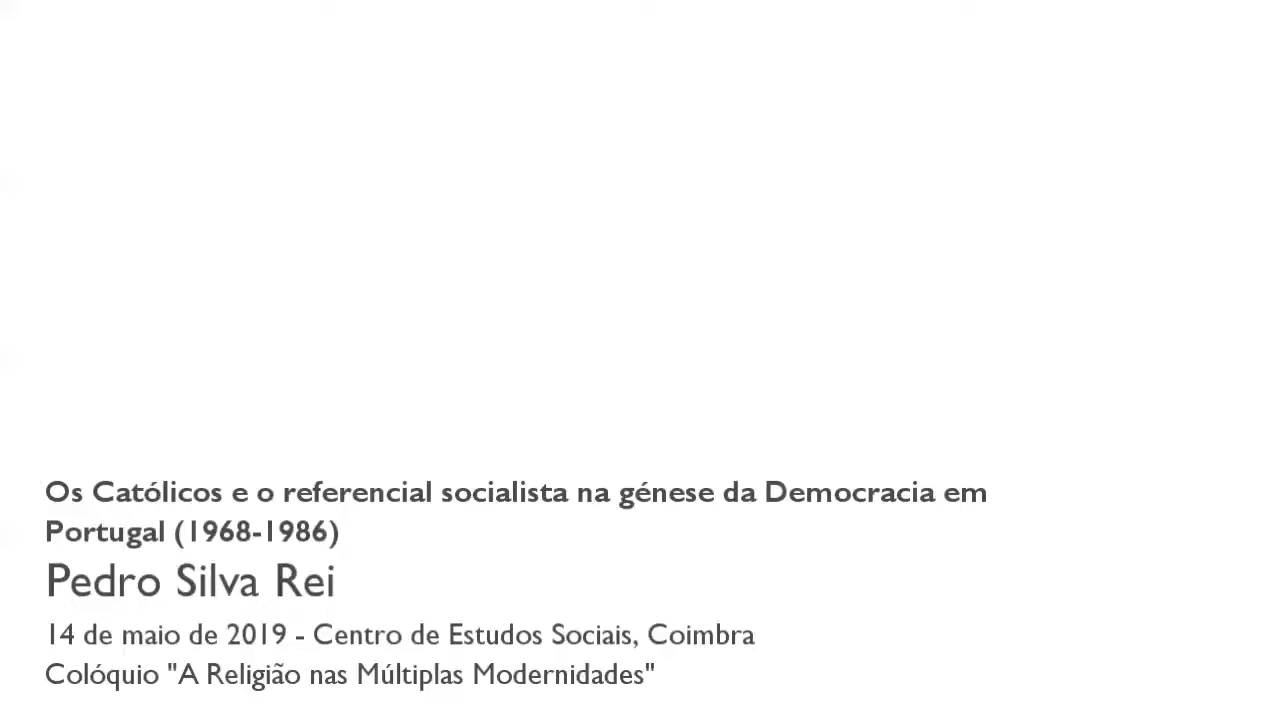 Os Católicos e o referencial socialista na génese da Democracia em
Portugal (1968-1986)
Pedro Silva Rei
14 de maio de 2019 - Centro de Estudos Sociais, Coimbra
Colóquio "A Religião nas Múltiplas Modernidades"